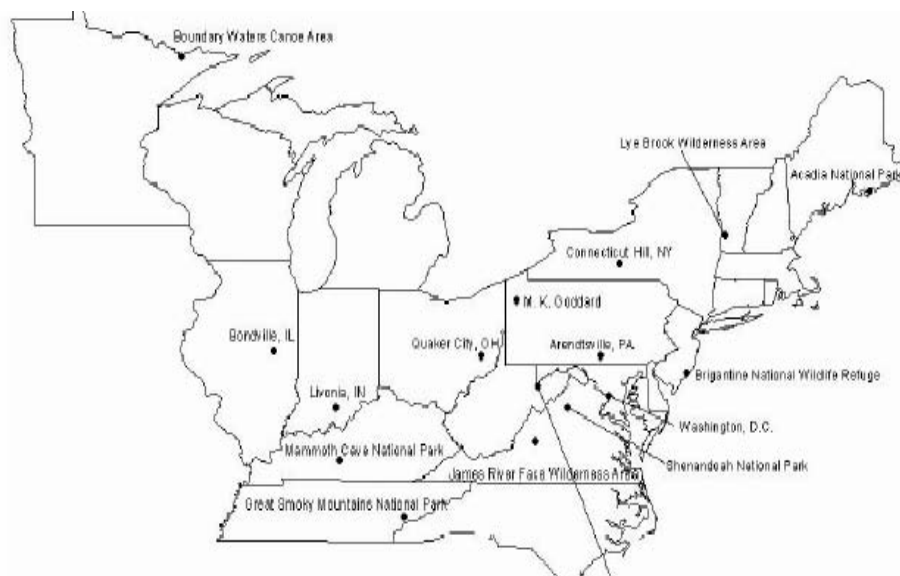 Boundary Waters Canoe Area
Lye Brook Wilderness Area
Acadia National Park
Connecticut Hill, NY
M. K. Goddard
Bondville, IL
Quaker City, OH
Arendtsville, PA
Brigantine National Wildlife Refuge
Livonia, IN
Washington, D.C.
Mammoth Cave National Park
Shenandoah National Park
James River Face Wilderness Area
Great Smoky Mountains National Park